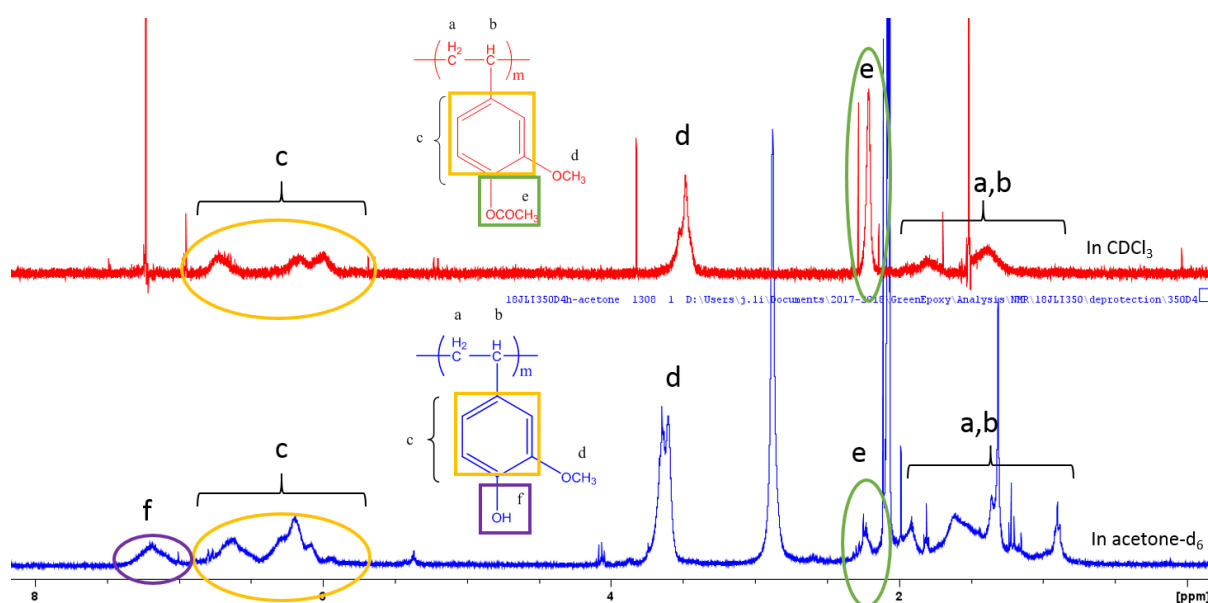 a b
H2 H
C C
m
c
d
OCH3
e
OCOCH3
c
d
e
a,b
In CDCl3
18JLI350D4h-acetone 1308 1 D:\Users\j.li\Documents\2017-2018\GreenEpoxy\Analysis\NMR\18JLI350\deprotection\350D4
a b
H2 H
C C
m
c
d
OCH3
f
OH
f
c
d
e
a,b
In acetone-d6
8 6 4 2 [ppm]